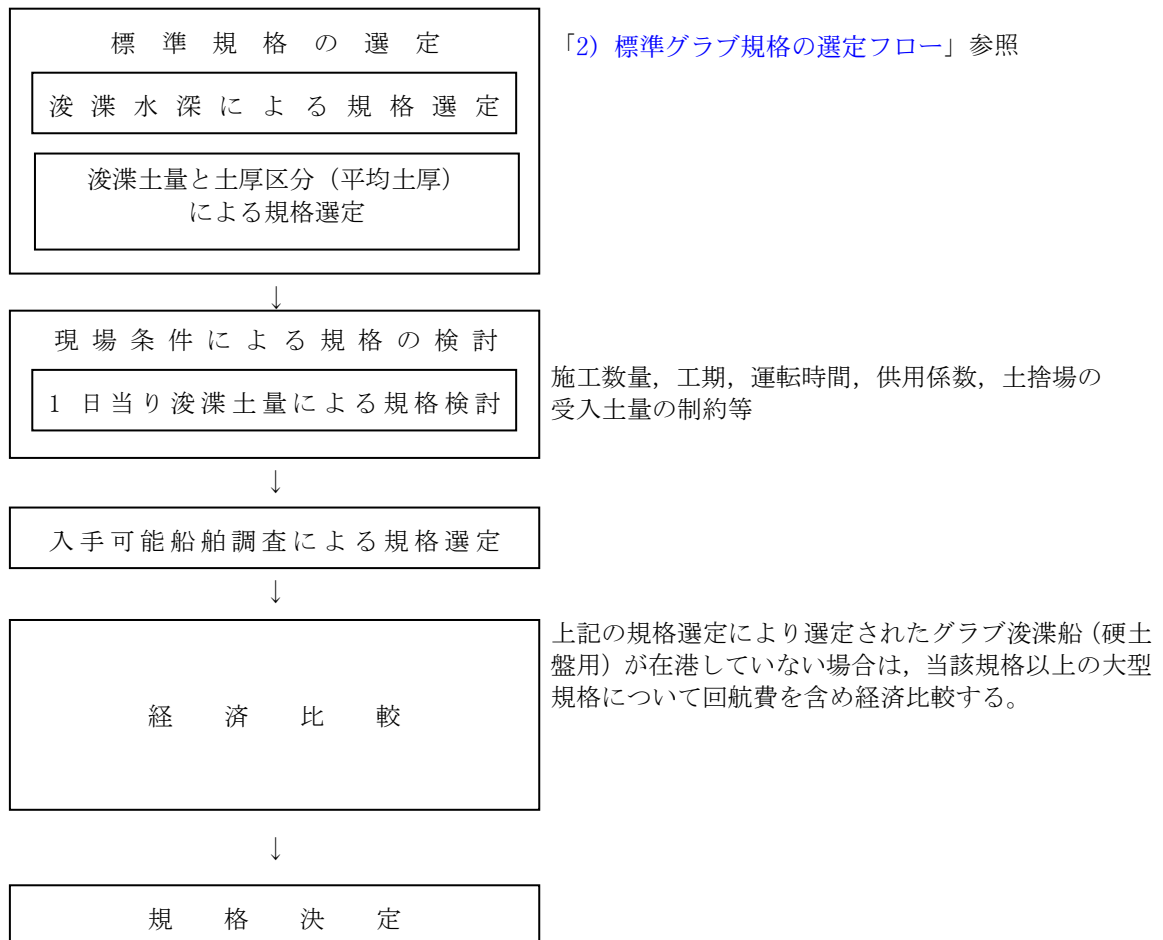 標準規格の選定
「2) 標準グラブ規格の選定フロー」参照
浚渫水深による規格選定
浚渫土量と土厚区分（平均土厚）
による規格選定
↓
現場条件による規格の検討
1 日当り浚渫土量による規格検討
施工数量，工期，運転時間，供用係数，土捨場の
受入土量の制約等
↓
入手可能船舶調査による規格選定
↓
経済比較
上記の規格選定により選定されたグラブ浚渫船（硬土
盤用）が在港していない場合は，当該規格以上の大型
規格について回航費を含め経済比較する。
↓
規格決定